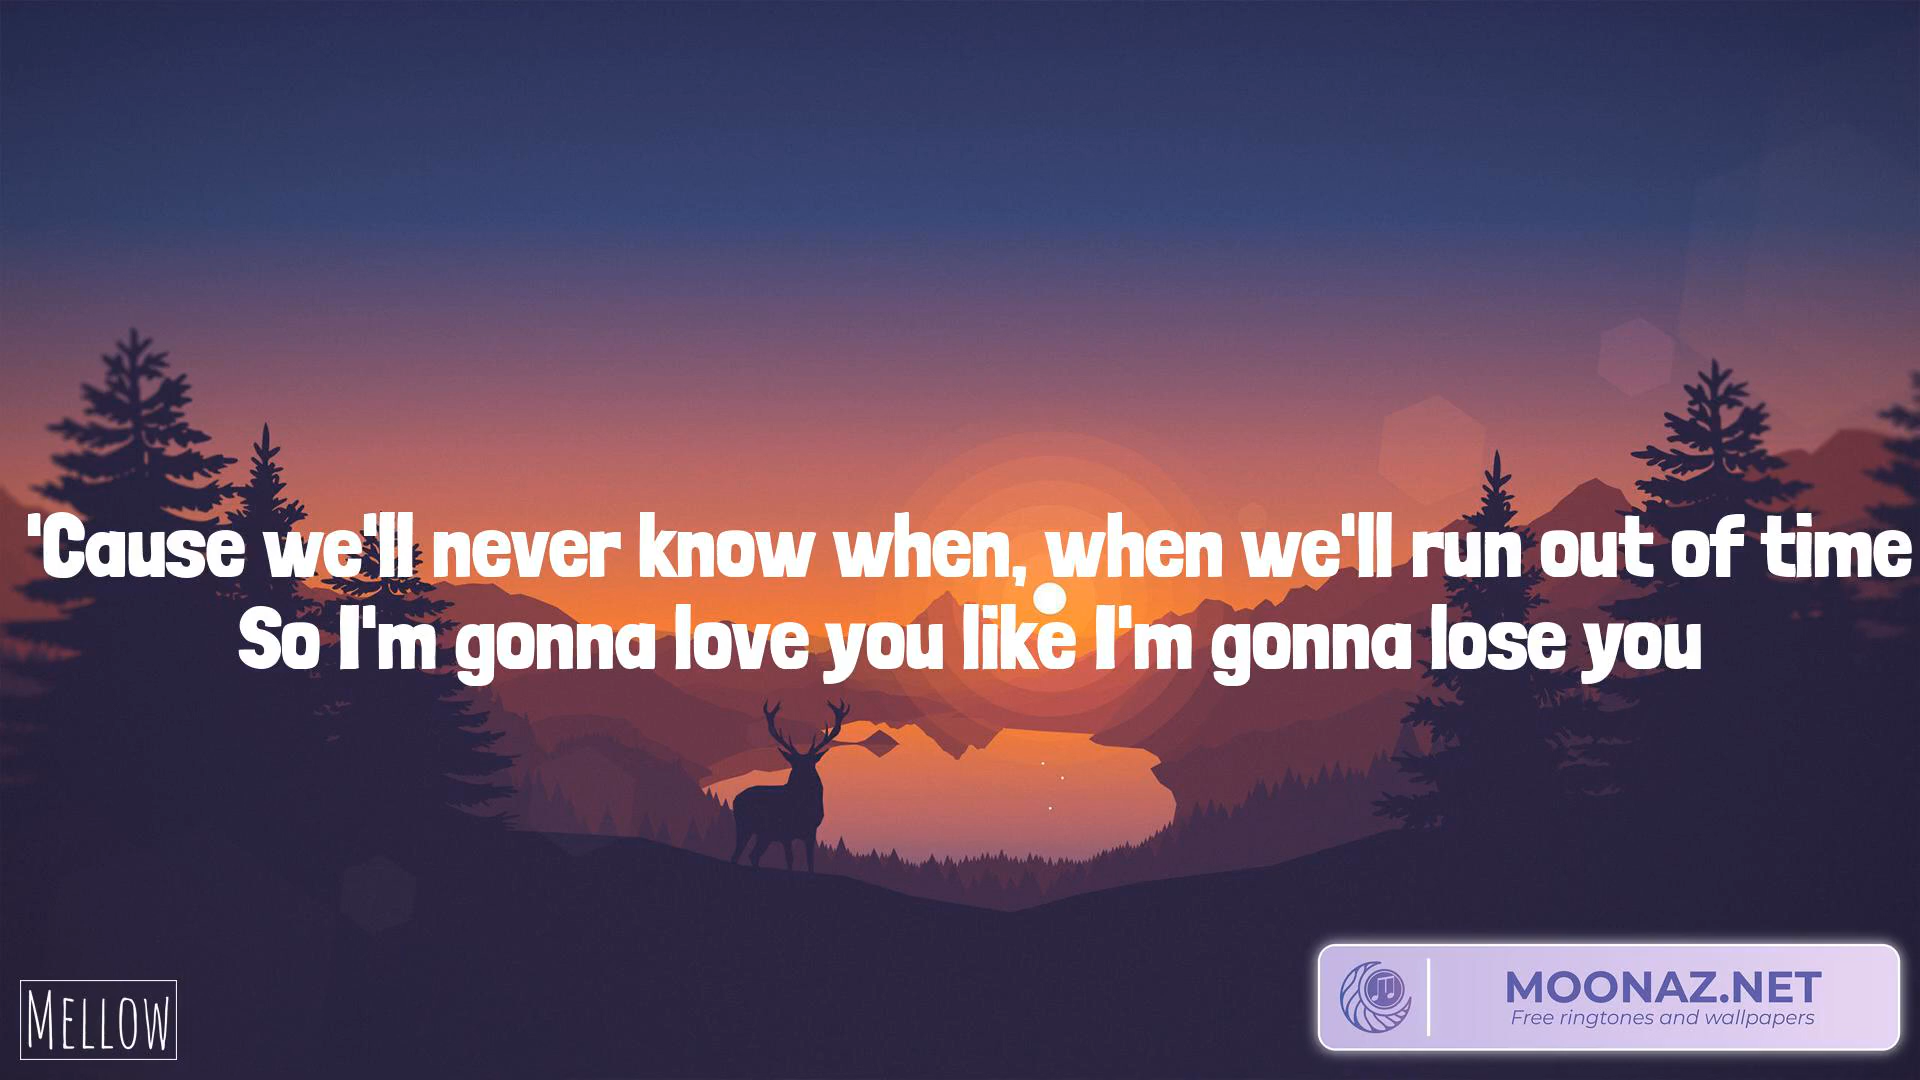 'Cause we'll never know when, when we'll run out of time
So I'm gonna love you like I'm gonna lose you
MELLOW
MOONAZ.NET
Free ringtones and wallpapers